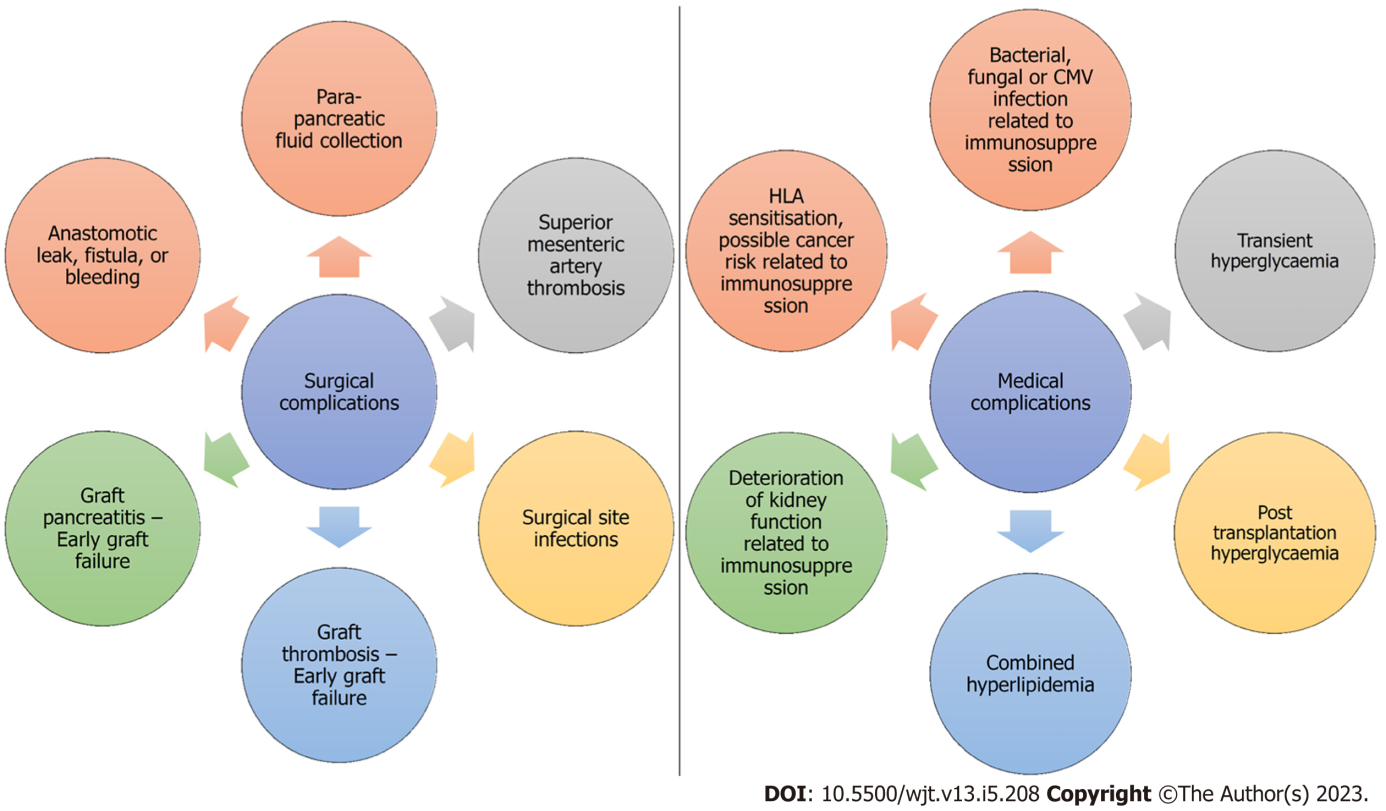 Para-
pancreatic
fluid collection
Superior
mesenteric
artery
thrombosis
Surgical site
infections
Graft
thrombosis –
Early graft
failure
Graft
pancreatitis –
Early graft
failure
Anastomotic
leak, fistula, or
bleeding
Surgical
complications
Bacterial,
fungal or CMV
infection
related to
immunosuppre
ssion
Transient
hyperglycaemia
Post
transplantation
hyperglycaemia
Combined
hyperlipidemia
Deterioration
of kidney
function
related to
immunosuppre
ssion
HLA
sensitisation,
possible cancer
risk related to
immunosuppre
ssion
Medical
complications
DOI: 10.5500/wjt.v13.i5.208 Copyright ©The Author(s) 2023.